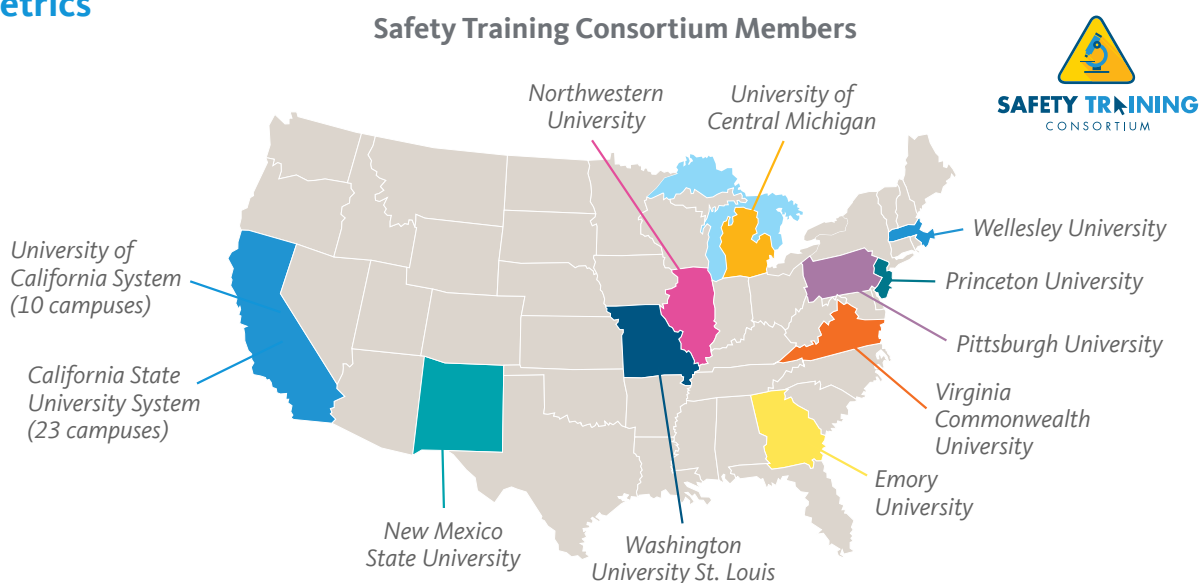 etrics
Safety Training Consortium Members
SAFETY TRAINING
CONSORTIUM
Northwestern
University
University of
Central Michigan
Wellesley University
University of
California System
(10 campuses)
Princeton University
Pittsburgh University
California State
University System
(23 campuses)
Virginia
Commonwealth
University
Emory
University
New Mexico
State University
Washington
University St. Louis